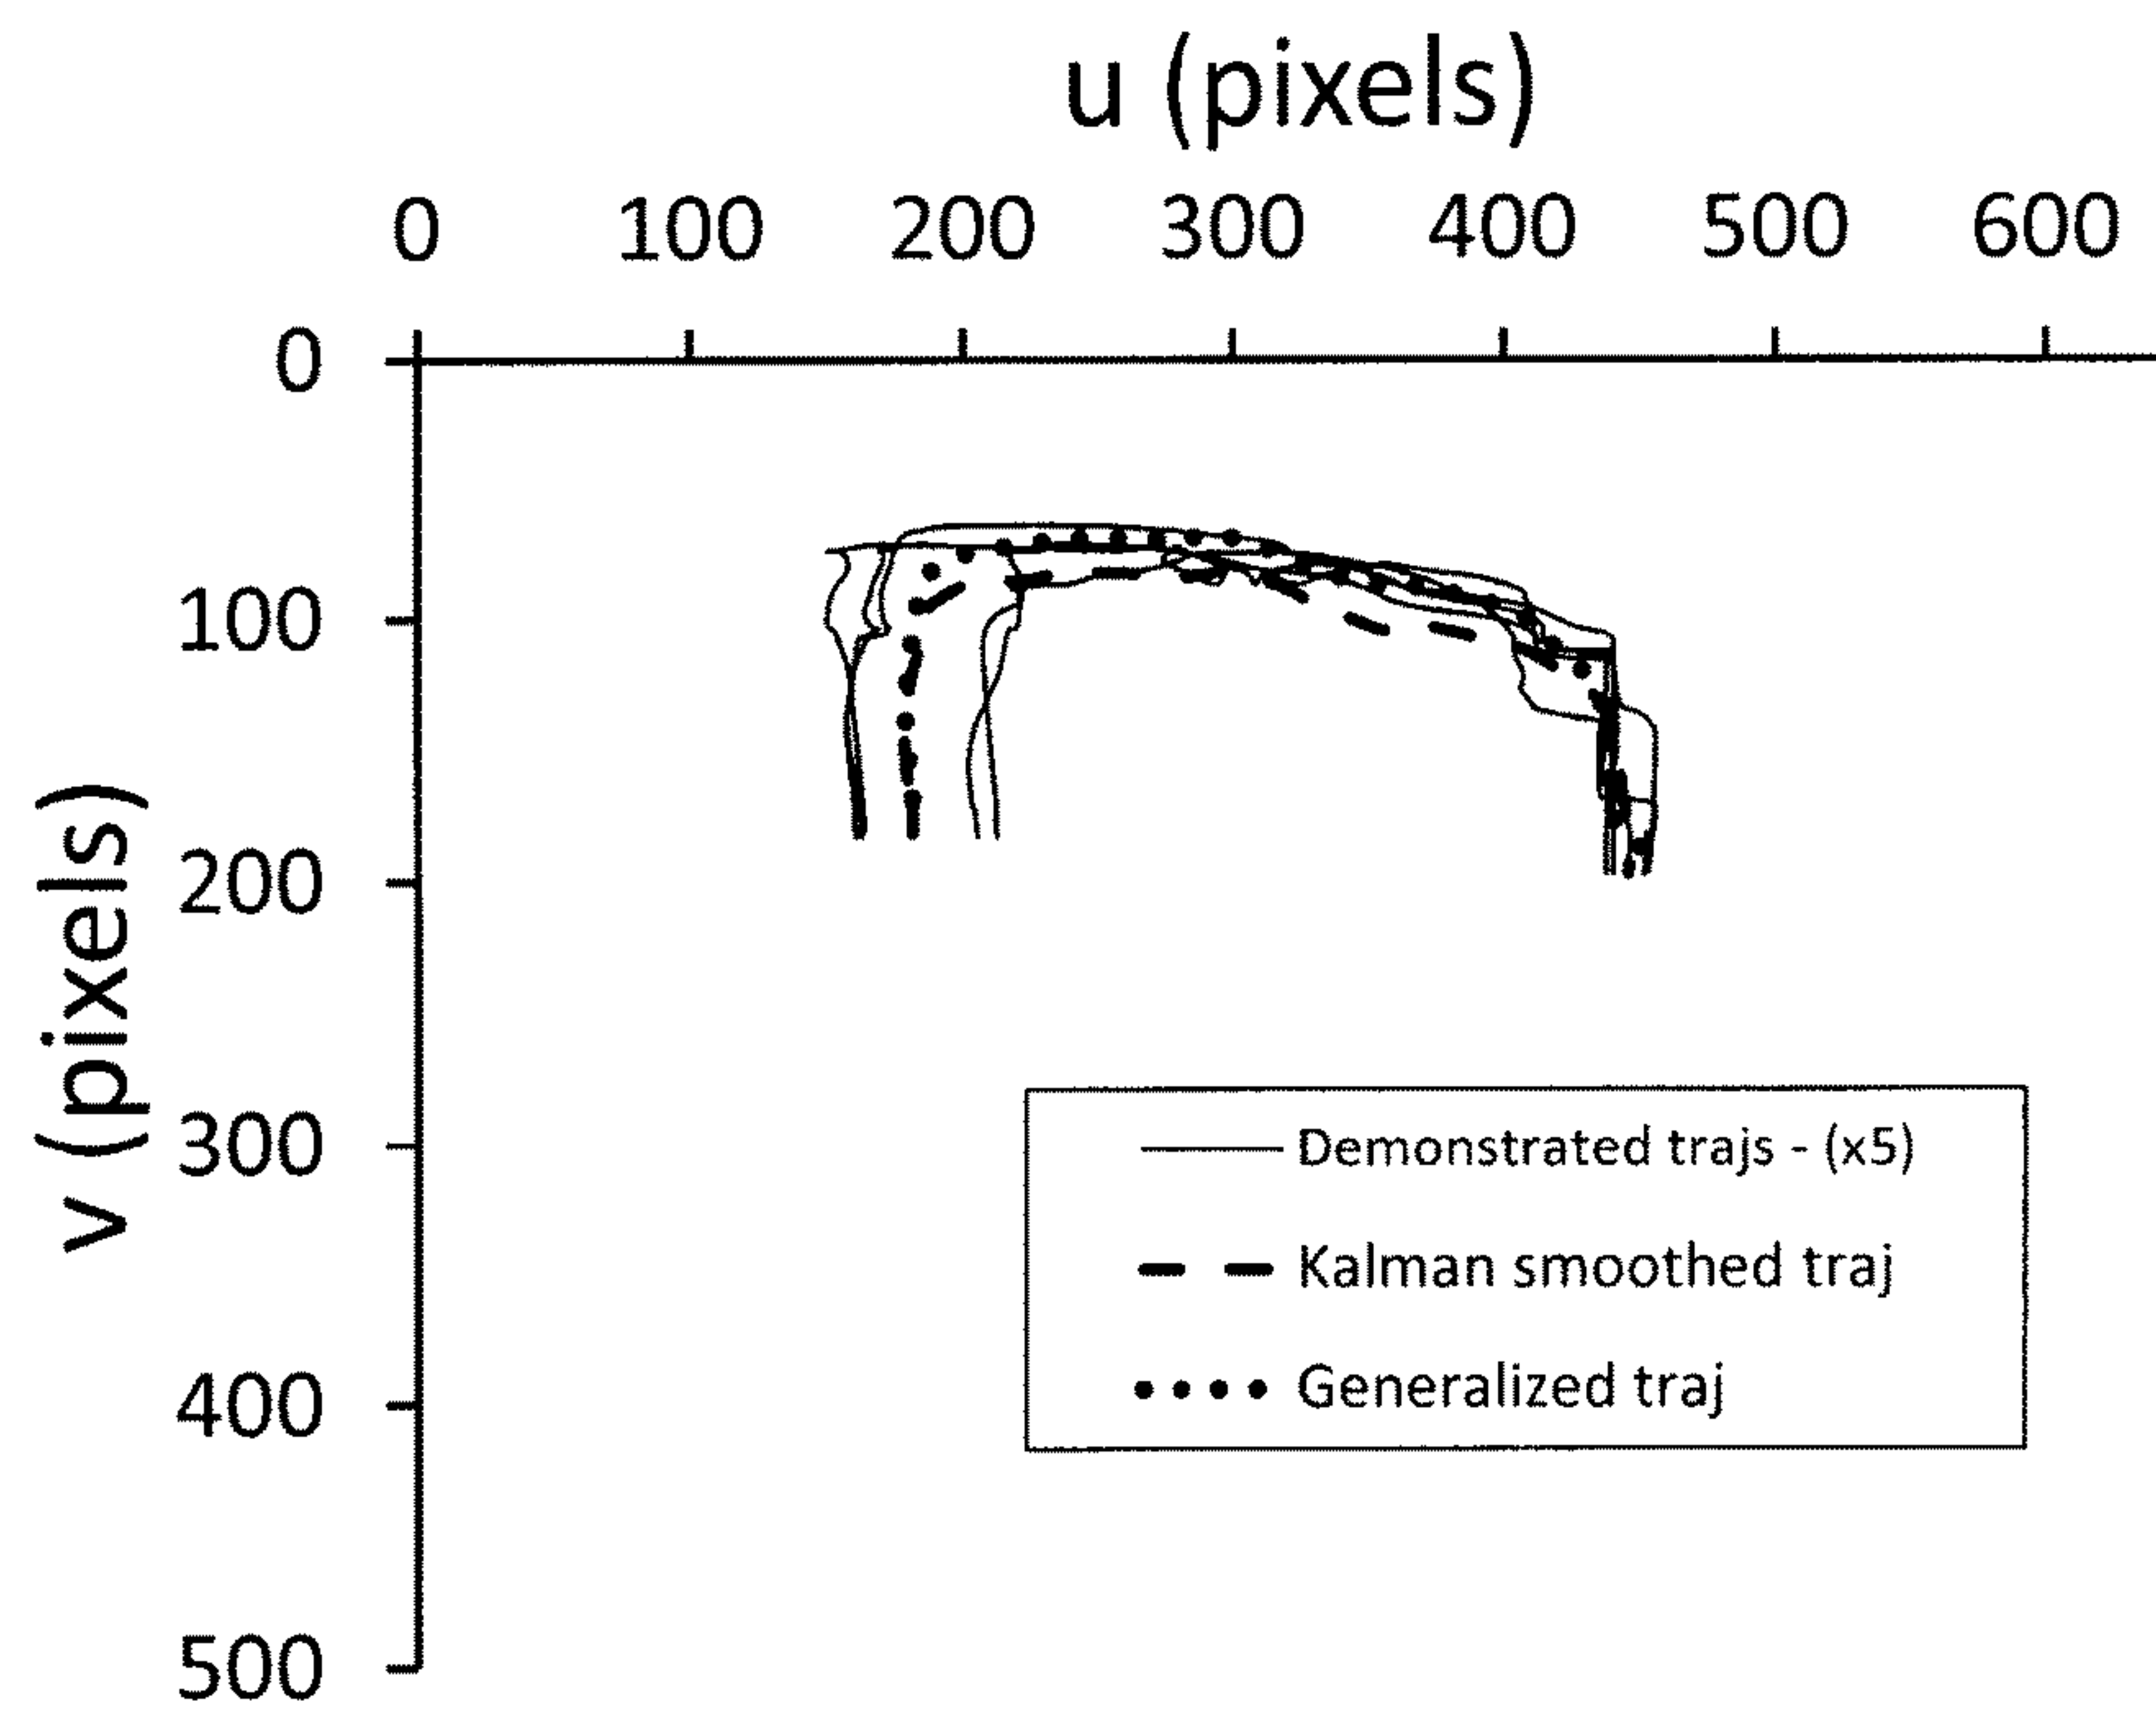 u (pixels)
0 100 200 300 400 500 600
0
100
200
300
400
500
v (pixels)
Demonstrated trajs - (x5)
Kalman smoothed traj
Generalized traj